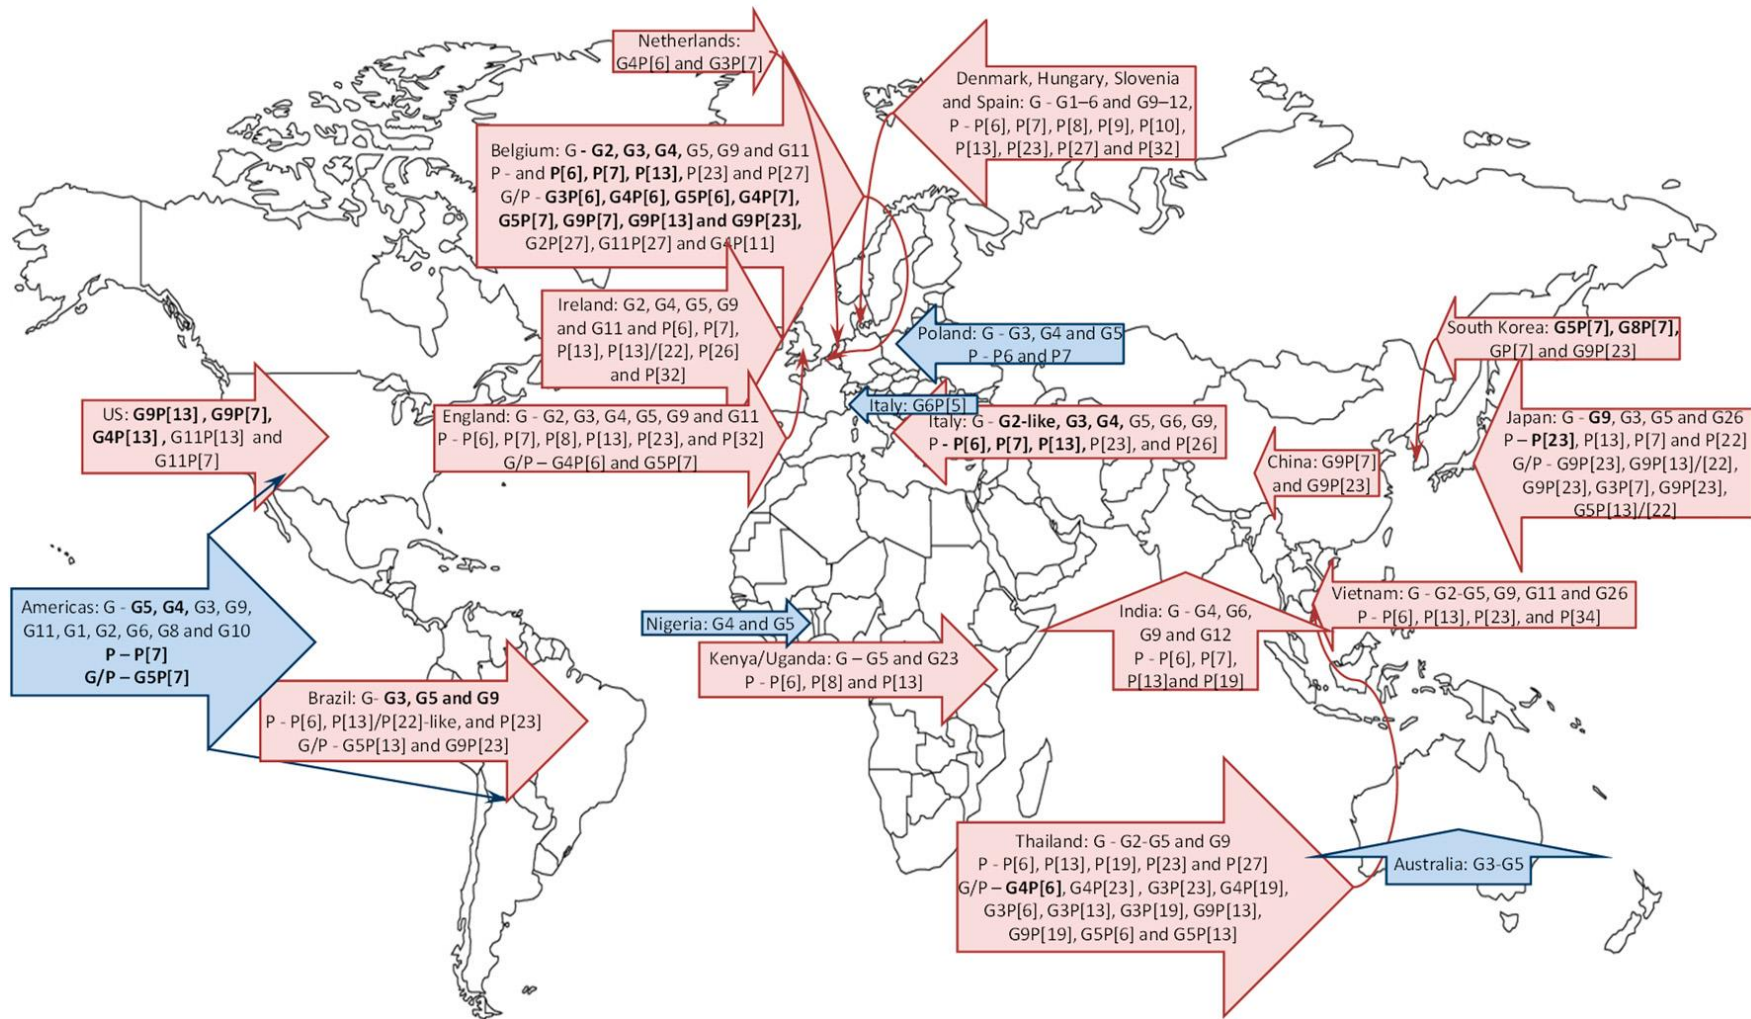 Netherlands:
G4P[6] and G3P[7]
Denmark, Hungary, Slovenia
and Spain: G - G1–6 and G9–12,
P - P[6], P[7], P[8], P[9], P[10],
P[13], P[23], P[27] and P[32]
Belgium: G - G2, G3, G4, G5, G9 and G11
P - and P[6], P[7], P[13], P[23] and P[27]
G/P - G3P[6], G4P[6], G5P[6], G4P[7],
G5P[7], G9P[7], G9P[13] and G9P[23],
G2P[27], G11P[27] and G4P[11]
Ireland: G2, G4, G5, G9
and G11 and P[6], P[7],
P[13], P[13]/[22], P[26]
and P[32]
Poland: G - G3, G4 and G5
P - P6 and P7
South Korea: G5P[7], G8P[7],
GP[7] and G9P[23]
US: G9P[13] , G9P[7],
G4P[13] , G11P[13] and
G11P[7]
England: G - G2, G3, G4, G5, G9 and G11
P - P[6], P[7], P[8], P[13], P[23], and P[32]
G/P – G4P[6] and G5P[7]
Italy: G6P[5]
Italy: G - G2-like, G3, G4, G5, G6, G9,
P - P[6], P[7], P[13], P[23], and P[26]
China: G9P[7]
and G9P[23]
Japan: G - G9, G3, G5 and G26
P – P[23], P[13], P[7] and P[22]
G/P - G9P[23], G9P[13]/[22],
G9P[23], G3P[7], G9P[23],
G5P[13]/[22]
Americas: G - G5, G4, G3, G9,
G11, G1, G2, G6, G8 and G10
P – P[7]
G/P – G5P[7]
Nigeria: G4 and G5
Kenya/Uganda: G – G5 and G23
P - P[6], P[8] and P[13]
India: G - G4, G6,
G9 and G12
P - P[6], P[7],
P[13]and P[19]
Vietnam: G - G2-G5, G9, G11 and G26
P - P[6], P[13], P[23], and P[34]
Brazil: G- G3, G5 and G9
P - P[6], P[13]/P[22]-like, and P[23]
G/P - G5P[13] and G9P[23]
Thailand: G - G2-G5 and G9
P - P[6], P[13], P[19], P[23] and P[27]
G/P – G4P[6], G4P[23] , G3P[23], G4P[19],
G3P[6], G3P[13], G3P[19], G9P[13],
G9P[19], G5P[6] and G5P[13]
Australia: G3-G5